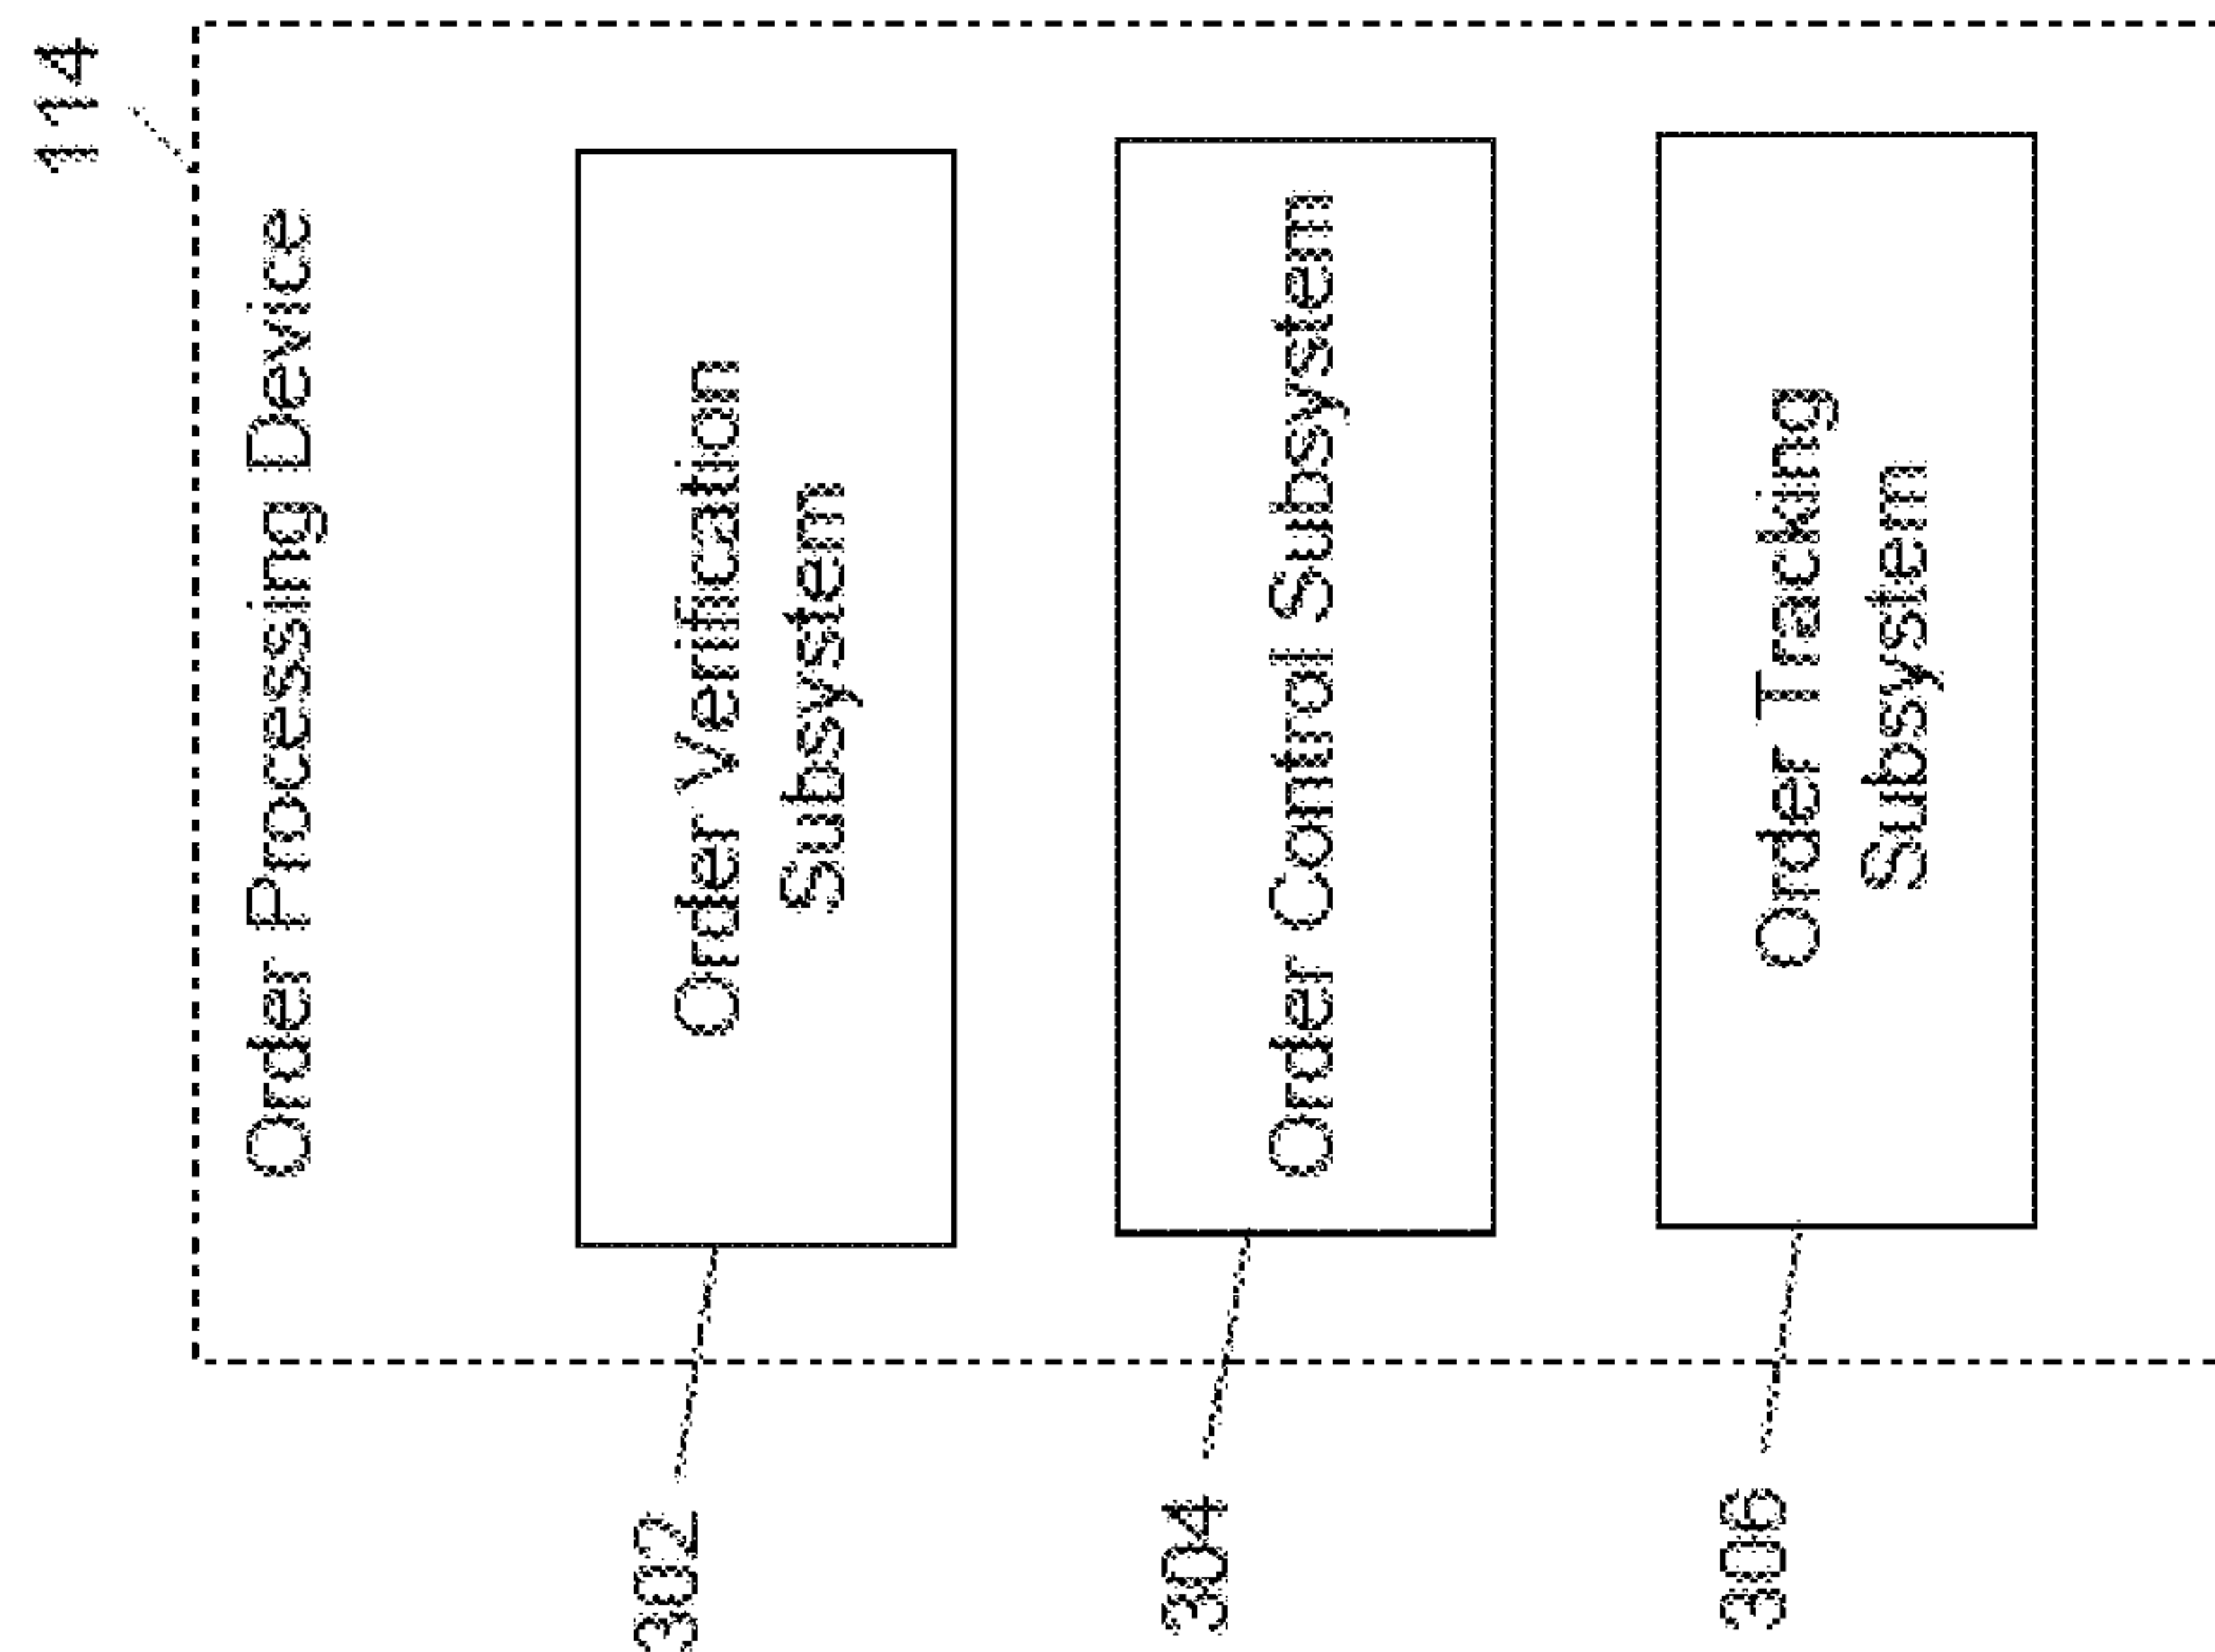 114
Order Processing Device
Order Verification
Subsystem
302
Order Control Subsystem
304
Order Tracking
Subsystem
306